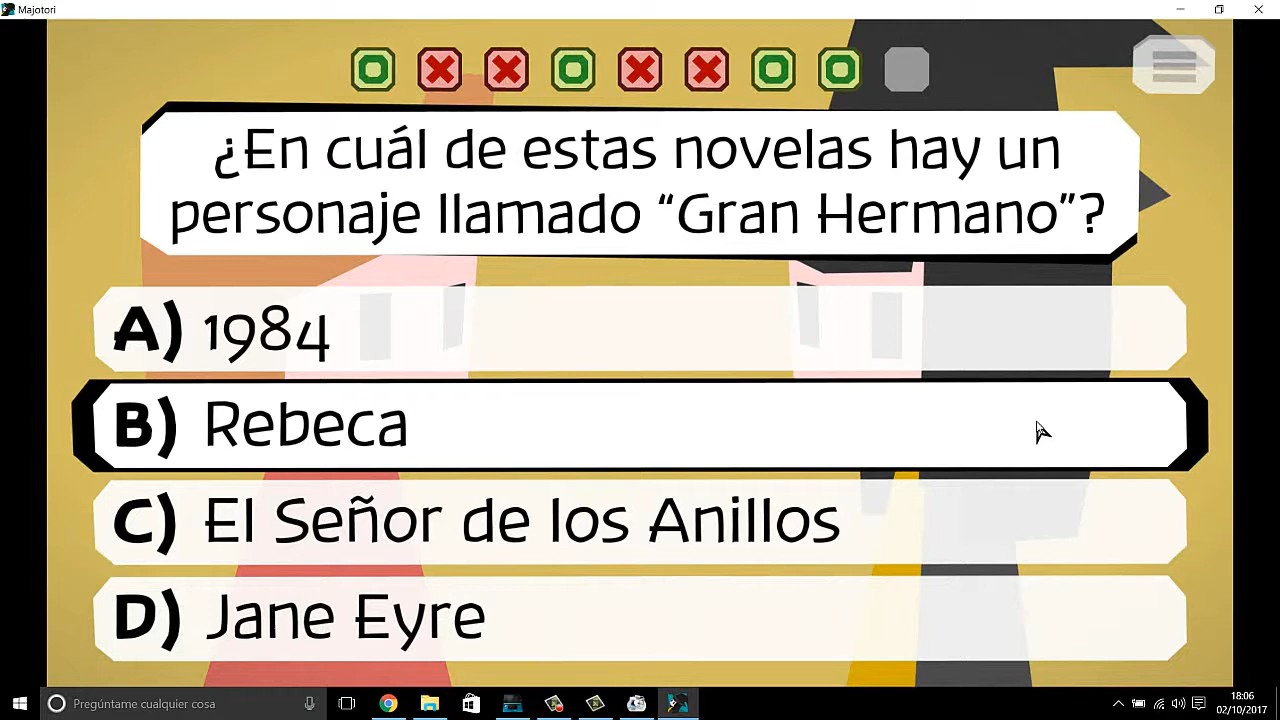 Majotori
¿En cuál de estas novelas hay un
personaje llamado “Gran Hermano”?
A) 1984
B) Rebeca
C) El Señor de los Anillos
D) Jane Eyre
Pregúntame cualquier cosa
18:06
02/10/2017